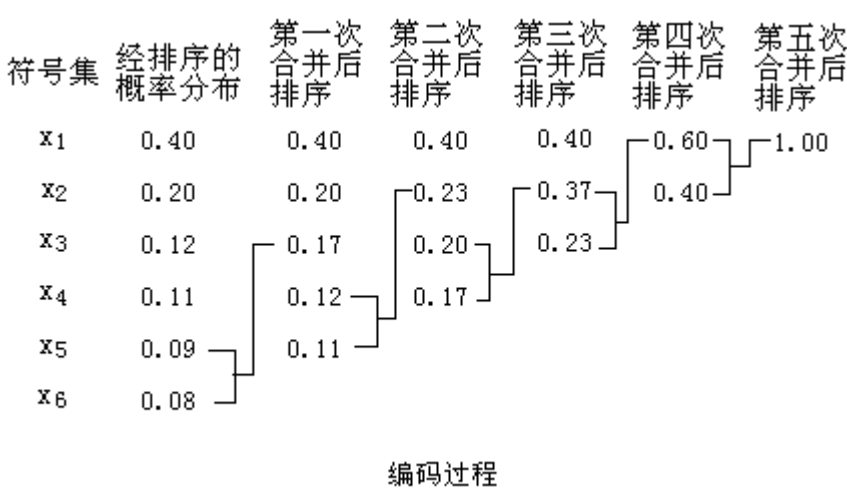 符号集 经排序的概率分布 第一次合并后排序 第二次合并后排序 第三次合并后排序 第四次合并后排序 第五次合并后排序
x1 0.40 0.40 0.40 0.40 0.60 1.00
x2 0.20 0.20 0.23 0.37 0.40
x3 0.12 0.17 0.20 0.23
x4 0.11 0.12 0.17
x5 0.09 0.11
x6 0.08
编码过程